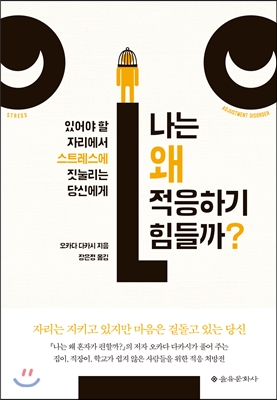 STRESS
ADJUSTMENT DISORDER
있어야 할
자리에서
스트레스에
짓눌리는
당신에게
나는
왜
적응하기
힘들까?
오카다 다카시 지음
장은정 옮김
자리는 지키고 있지만 마음은 겉돌고 있는 당신
『나는 왜 혼자가 편할까?』의 저자 오카다 다카시가 풀어 주는
집이, 직장이, 학교가 쉽지 않은 사람들을 위한 적응 처방전
을유문화사